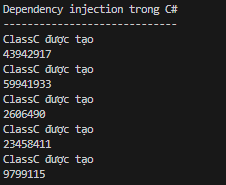 Dependency injection trong C#
-----------------------------
ClassC được tạo
43942917
ClassC được tạo
59941933
ClassC được tạo
2606490
ClassC được tạo
23458411
ClassC được tạo
9799115